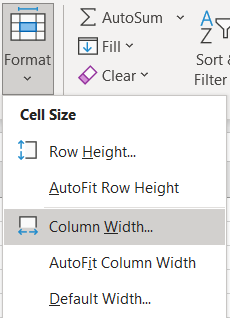 Format
AutoSum
Fill
Clear
Sort &
Filter
Cell Size
Row Height...
AutoFit Row Height
Column Width...
AutoFit Column Width
Default Width...